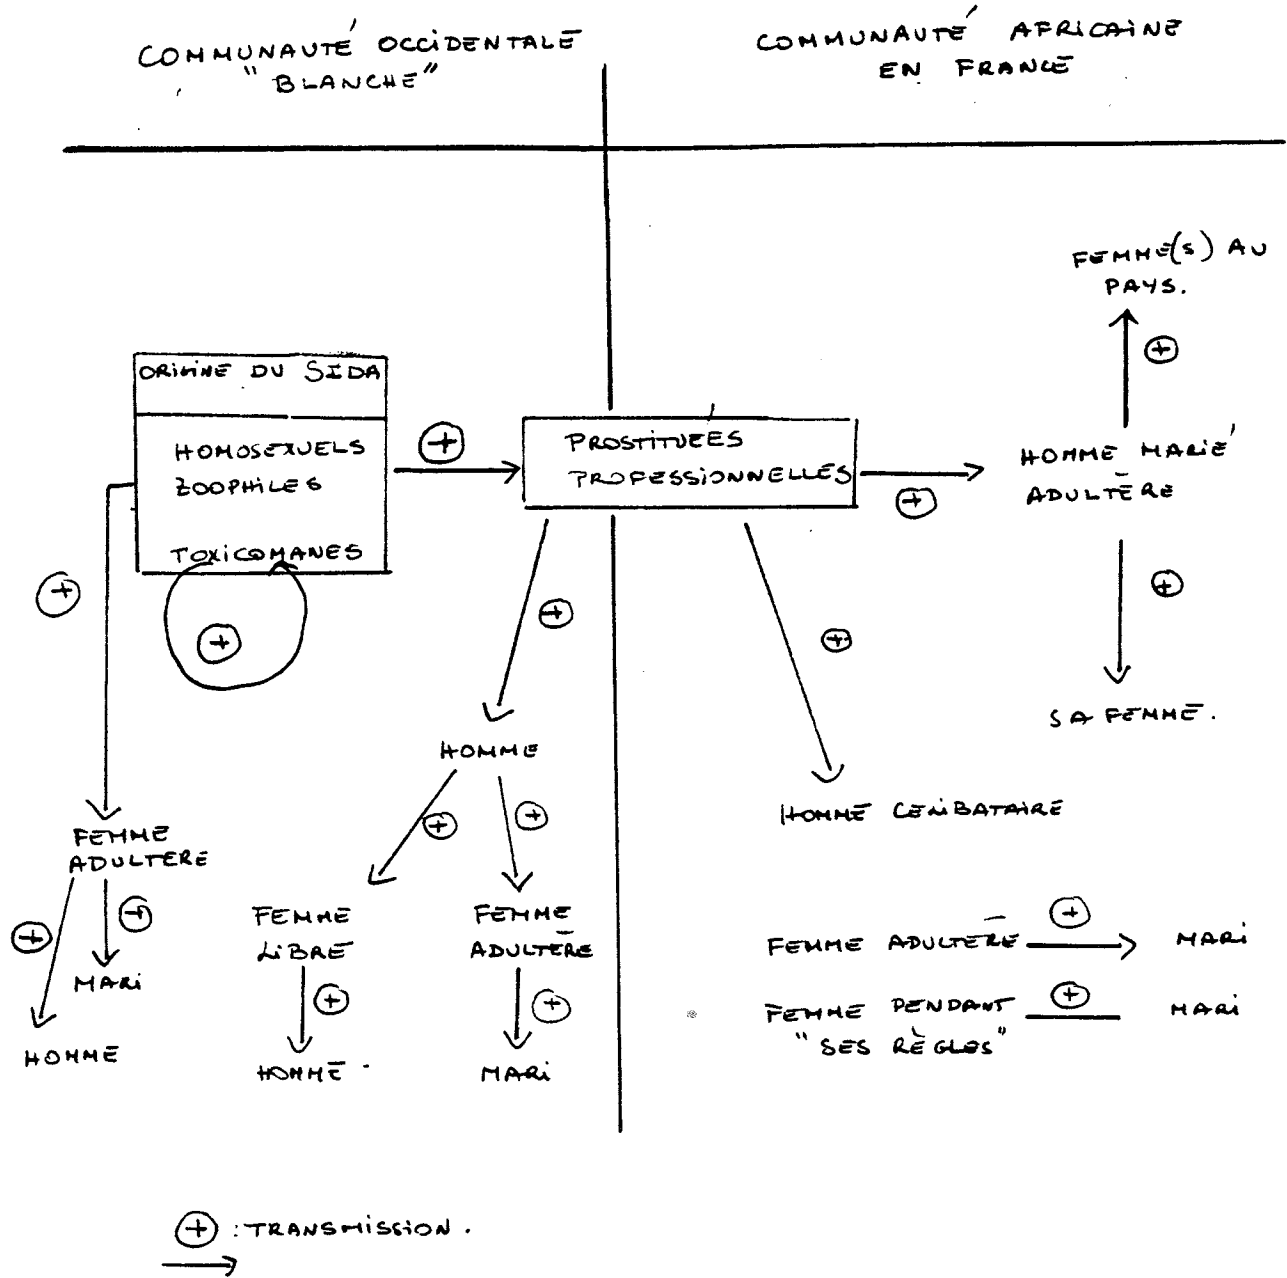 COMMUNAUTÉ OCCIDENTALE
"BLANCHE"
COMMUNAUTÉ AFRICAINE
EN FRANCE
FEMME(S) AU
PAYS.
ORIGINE DU SIDA
HOMOSEXUELS
ZOOPHILES
TOXICOMANES
+
+
PROSTITUEES
PROFESSIONNELLES
+
+
HOMME MARIÉ
ADULTÈRE
+
+
+
+
SA FEMME.
HOMME
HOMME CELIBATAIRE
+
+
FEMME
ADULTERE
+
+
MARI
HOMME
FEMME
LIBRE
+
HOMME
FEMME
ADULTÈRE
+
MARI
FEMME ADULTÈRE + MARI
FEMME PENDANT + MARI
"SES RÈGLES"
+ : TRANSMISSION.